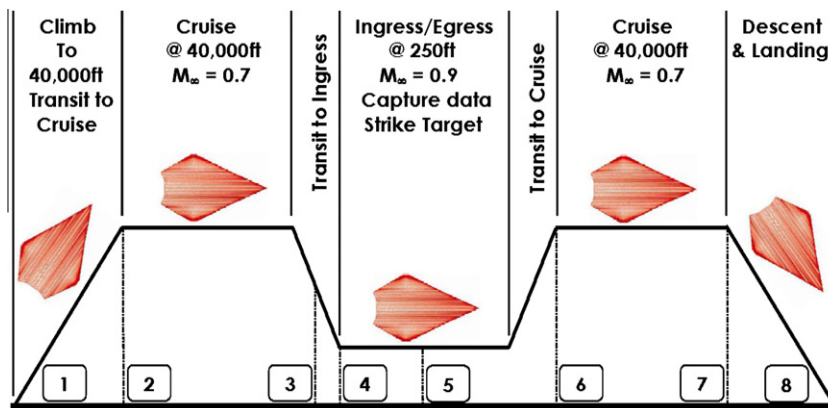 Climb
To
40,000ft
Transit to
Cruise
Cruise
@ 40,000ft
M∞ = 0.7
Transit to Ingress
Ingress/Egress
@ 250ft
M∞ = 0.9
Capture data
Strike Target
Transit to Cruise
Cruise
@ 40,000ft
M∞ = 0.7
Descent
& Landing
1
2
3
4
5
6
7
8